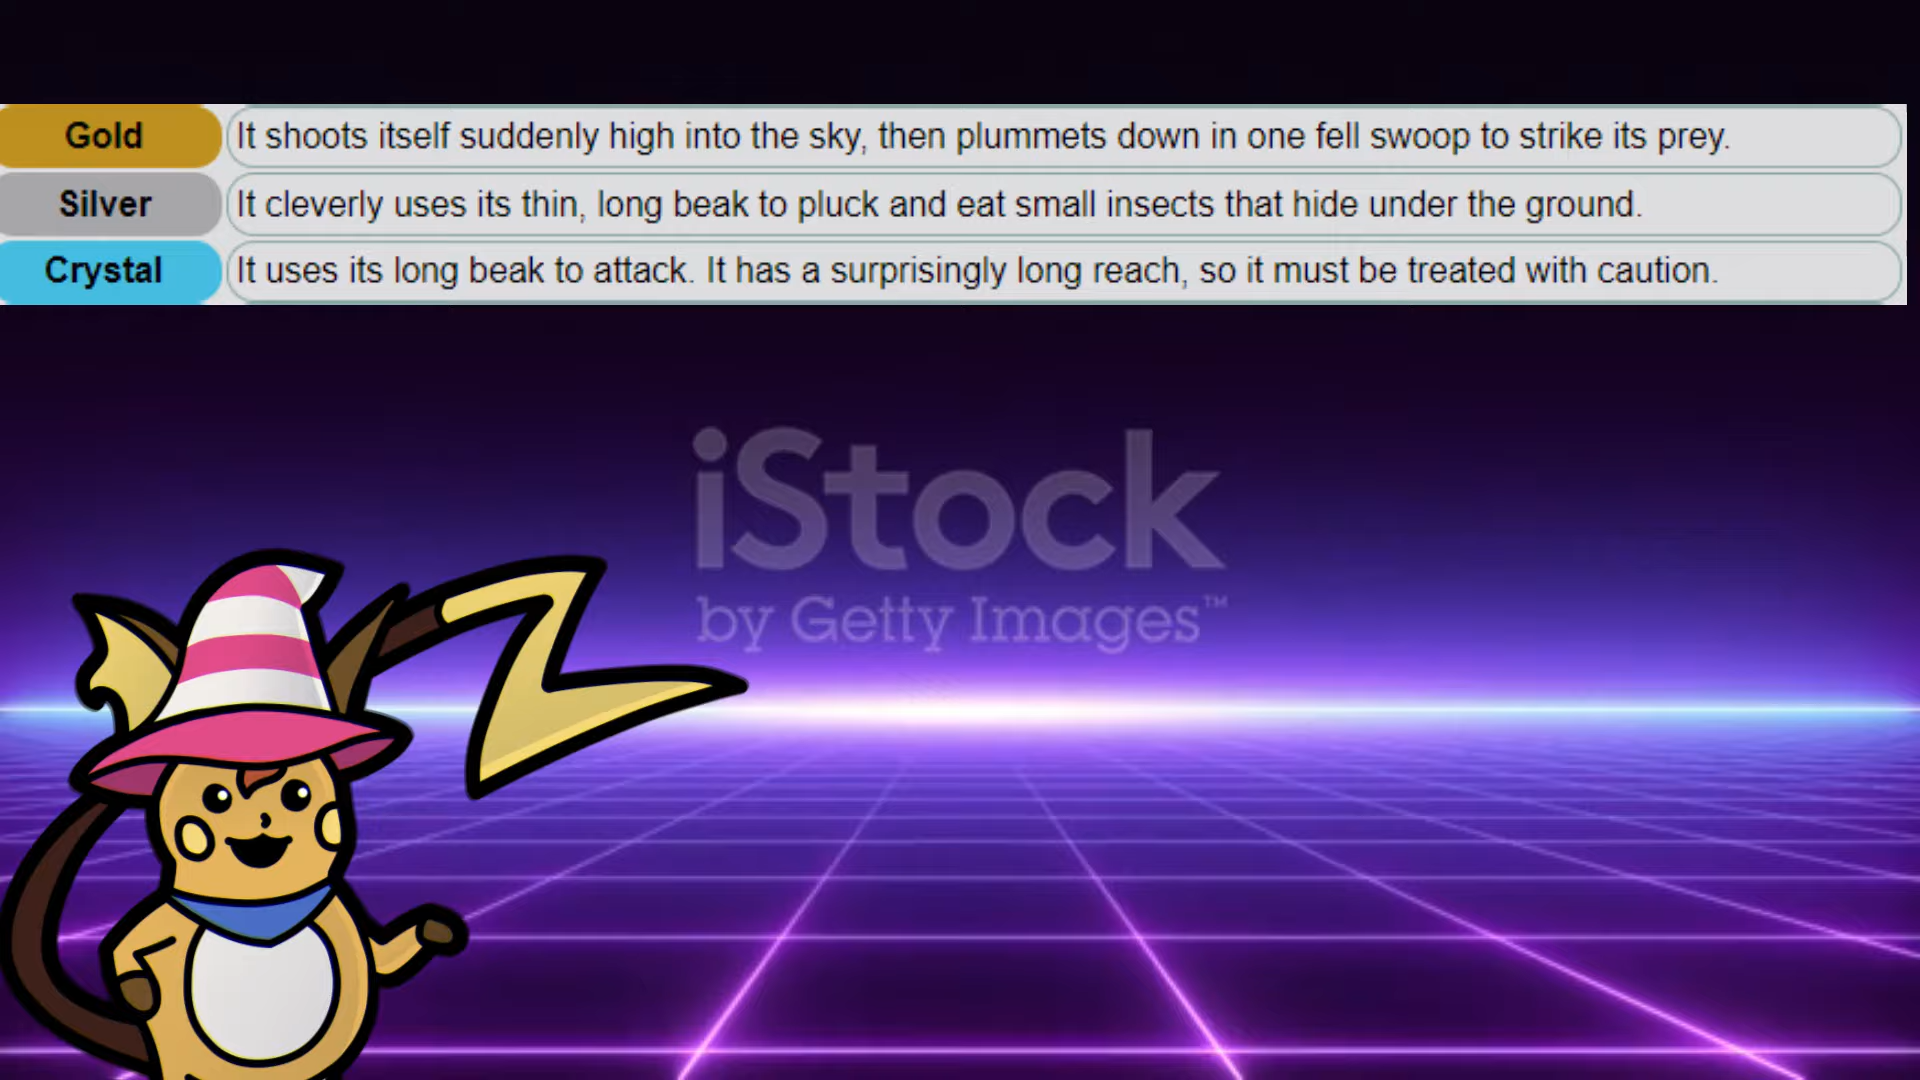 Gold It shoots itself suddenly high into the sky, then plummets down in one fell swoop to strike its prey.
Silver It cleverly uses its thin, long beak to pluck and eat small insects that hide under the ground.
Crystal It uses its long beak to attack. It has a surprisingly long reach, so it must be treated with caution.
iStock
by Getty Images™